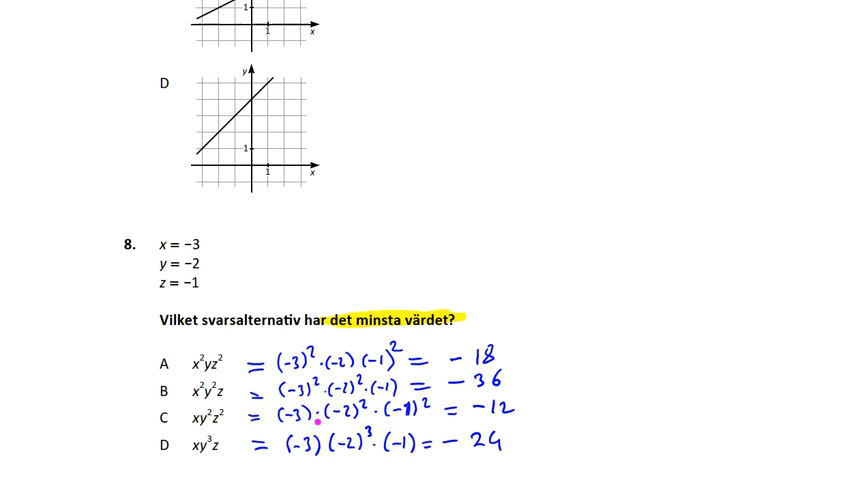 1
1
x
D
y
1
1
x
8. x = −3
y = −2
z = −1
Vilket svarsalternativ har det minsta värdet?
A x²yz² = (-3)² · (-2) (-1)² = - 18
B x²y²z = (-3)² · (-2)² · (-1) = - 36
C xy²z² = (-3) · (-2)² · (-1)² = -12
D xy³z = (-3) (-2)³ · (-1) = - 24